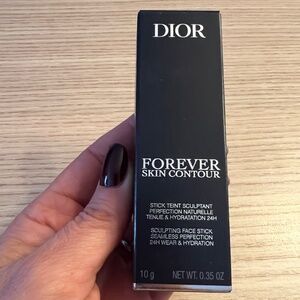 DIOR
FOREVER
SKIN CONTOUR
STICK TEINT SCULPTANT
PERFECTION NATURELLE
TENUE & HYDRATATION 24H
SCULPTING FACE STICK
SEAMLESS PERFECTION
24H WEAR & HYDRATION
10 g NET WT. 0.35 OZ